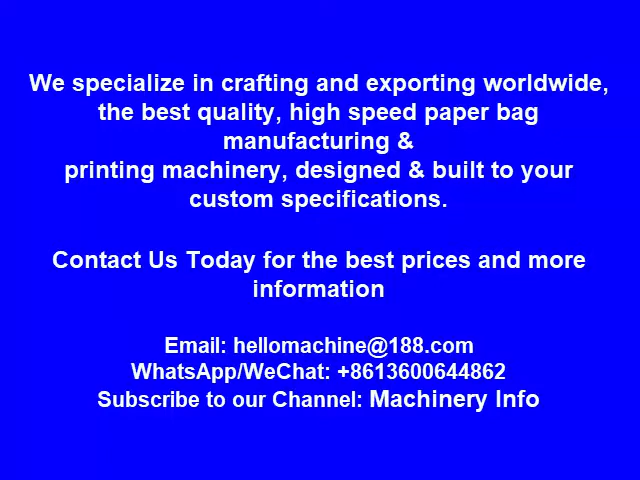 We specialize in crafting and exporting worldwide,
the best quality, high speed paper bag
manufacturing &
printing machinery, designed & built to your
custom specifications.
Contact Us Today for the best prices and more
information
Email: hellomachine@188.com
WhatsApp/WeChat: +8613600644862
Subscribe to our Channel: Machinery Info